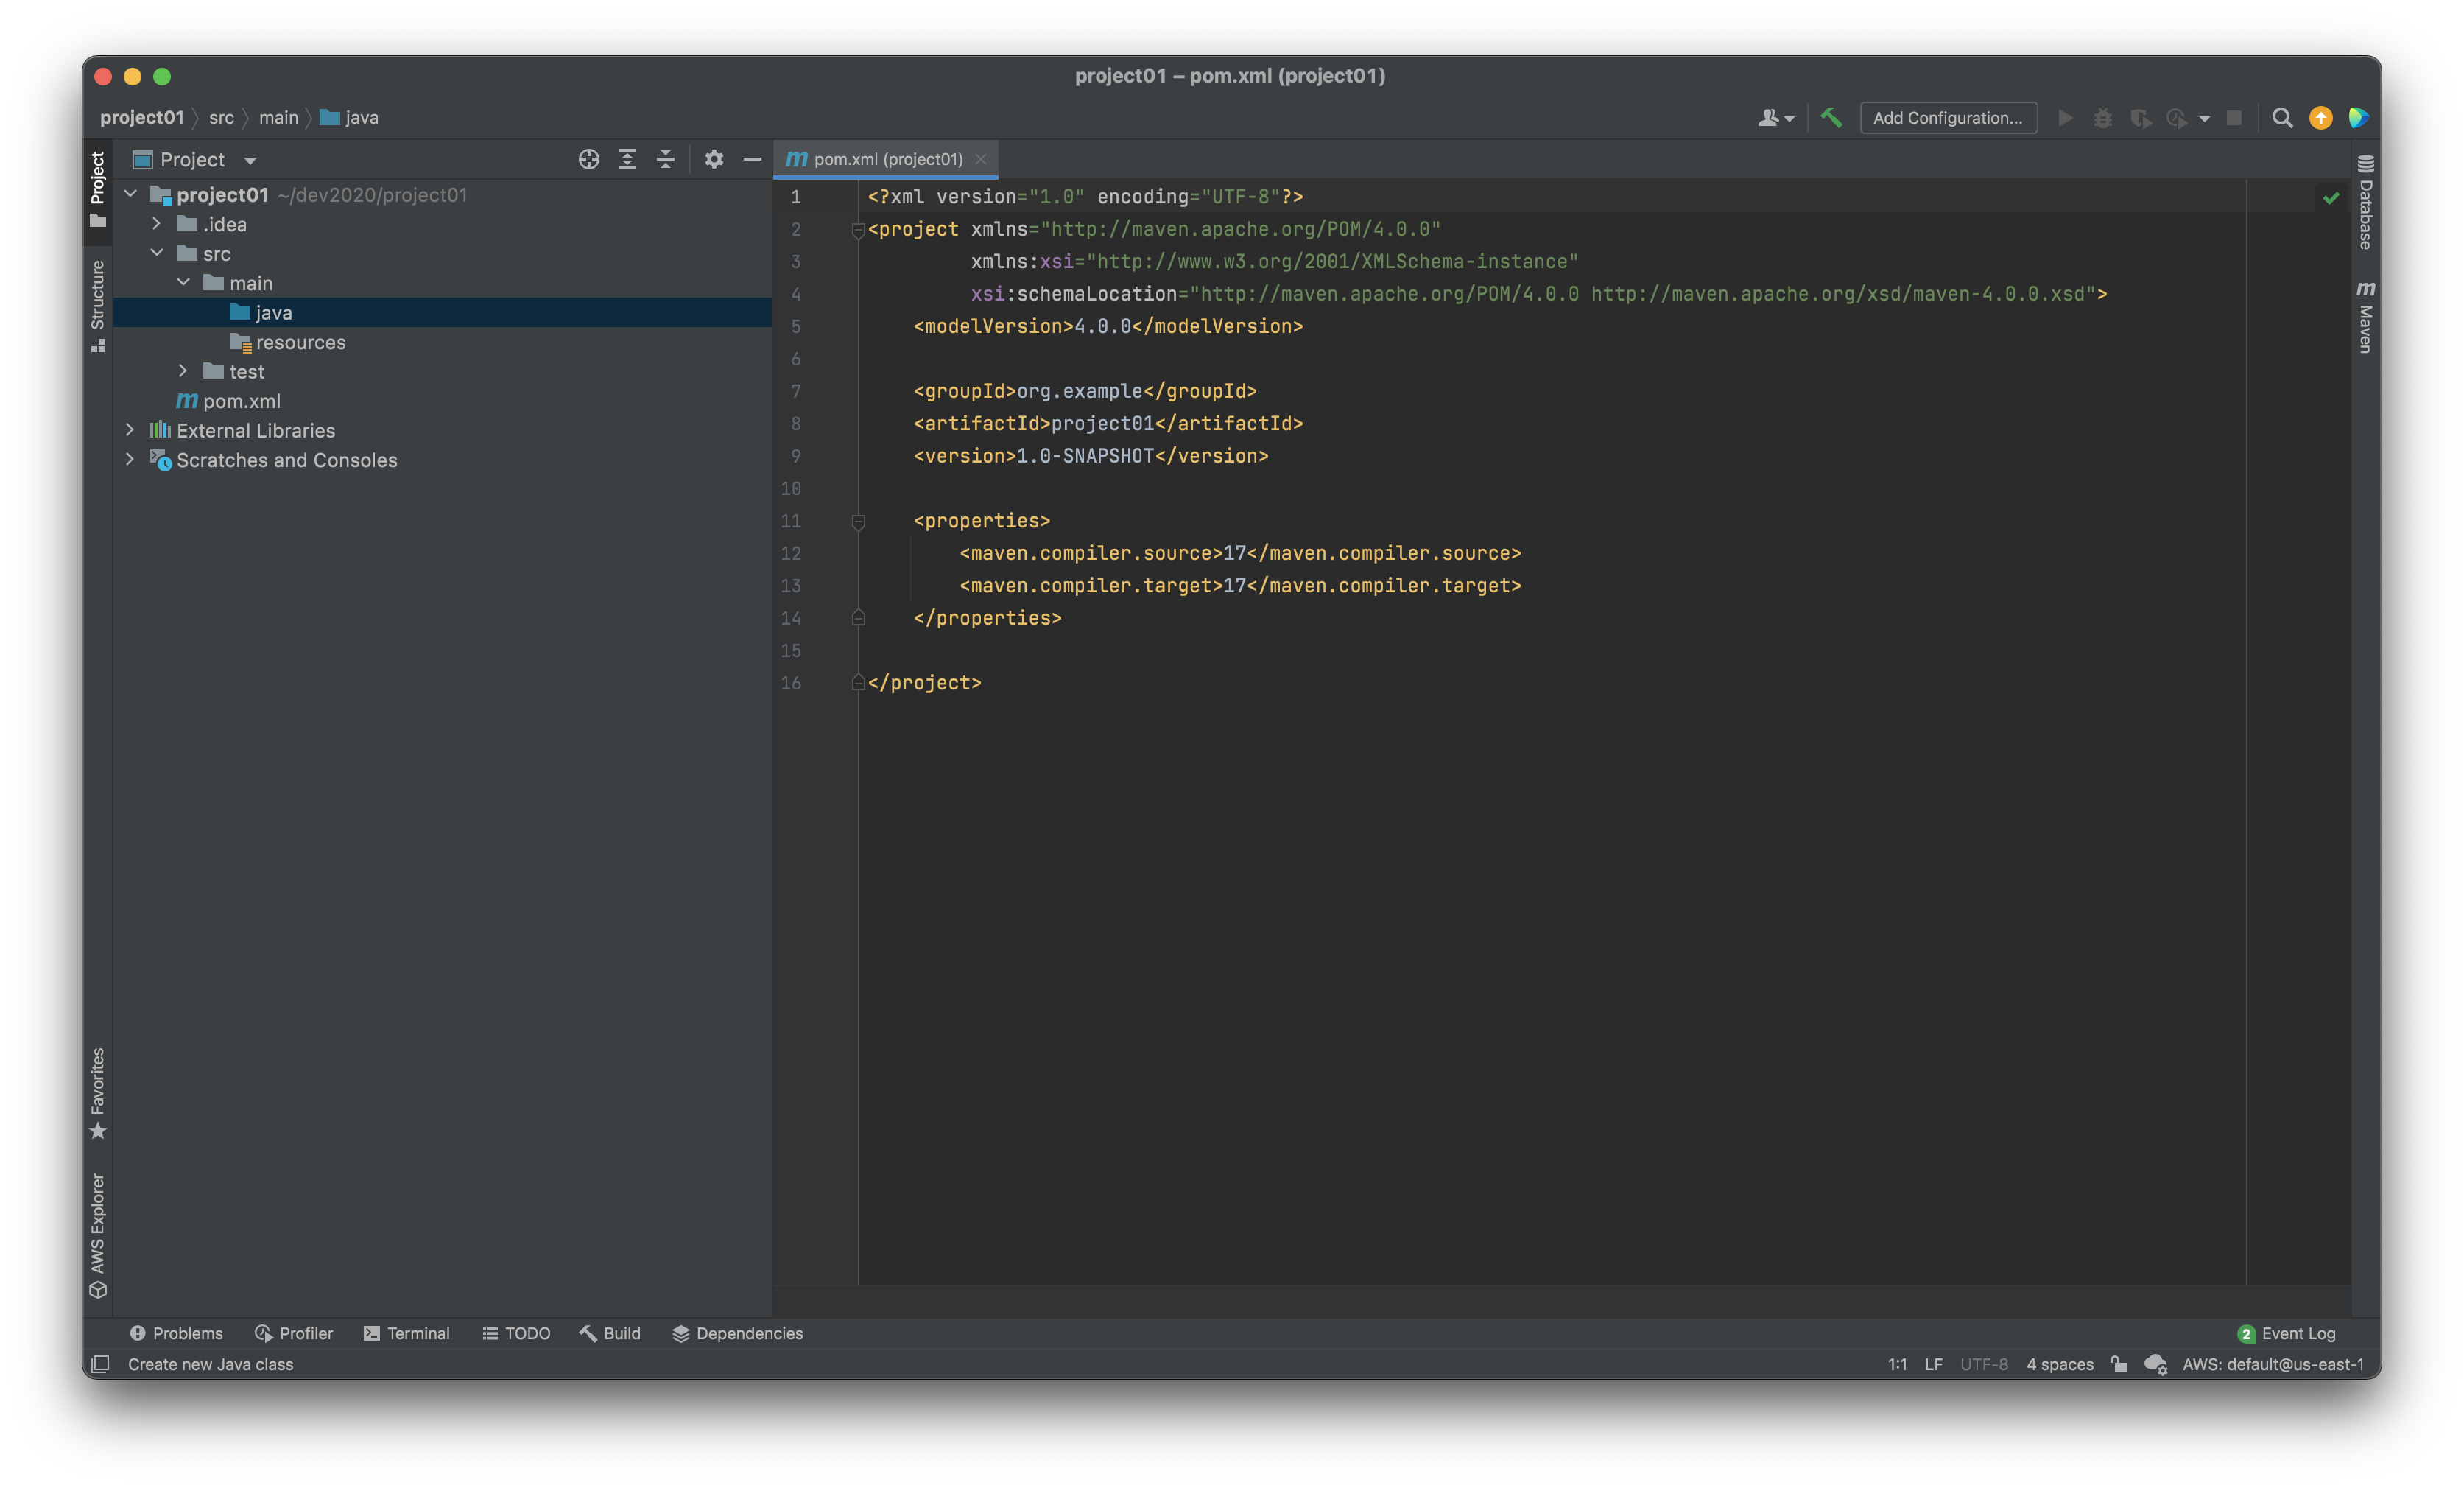 project01 – pom.xml (project01)
project01 src main java
Add Configuration...
Project
Project
Structure
Favorites
AWS Explorer
project01 ~/dev2020/project01
.idea
src
main
java
resources
test
pom.xml
External Libraries
Scratches and Consoles
pom.xml (project01)
1 <?xml version="1.0" encoding="UTF-8"?>
2 <project xmlns="http://maven.apache.org/POM/4.0.0"
3 xmlns:xsi="http://www.w3.org/2001/XMLSchema-instance"
4 xsi:schemaLocation="http://maven.apache.org/POM/4.0.0 http://maven.apache.org/xsd/maven-4.0.0.xsd">
5 <modelVersion>4.0.0</modelVersion>
6
7 <groupId>org.example</groupId>
8 <artifactId>project01</artifactId>
9 <version>1.0-SNAPSHOT</version>
10
11 <properties>
12 <maven.compiler.source>17</maven.compiler.source>
13 <maven.compiler.target>17</maven.compiler.target>
14 </properties>
15
16 </project>
Database
Maven
Problems Profiler Terminal TODO Build Dependencies 2 Event Log
Create new Java class 1:1 LF UTF-8 4 spaces AWS: default@us-east-1